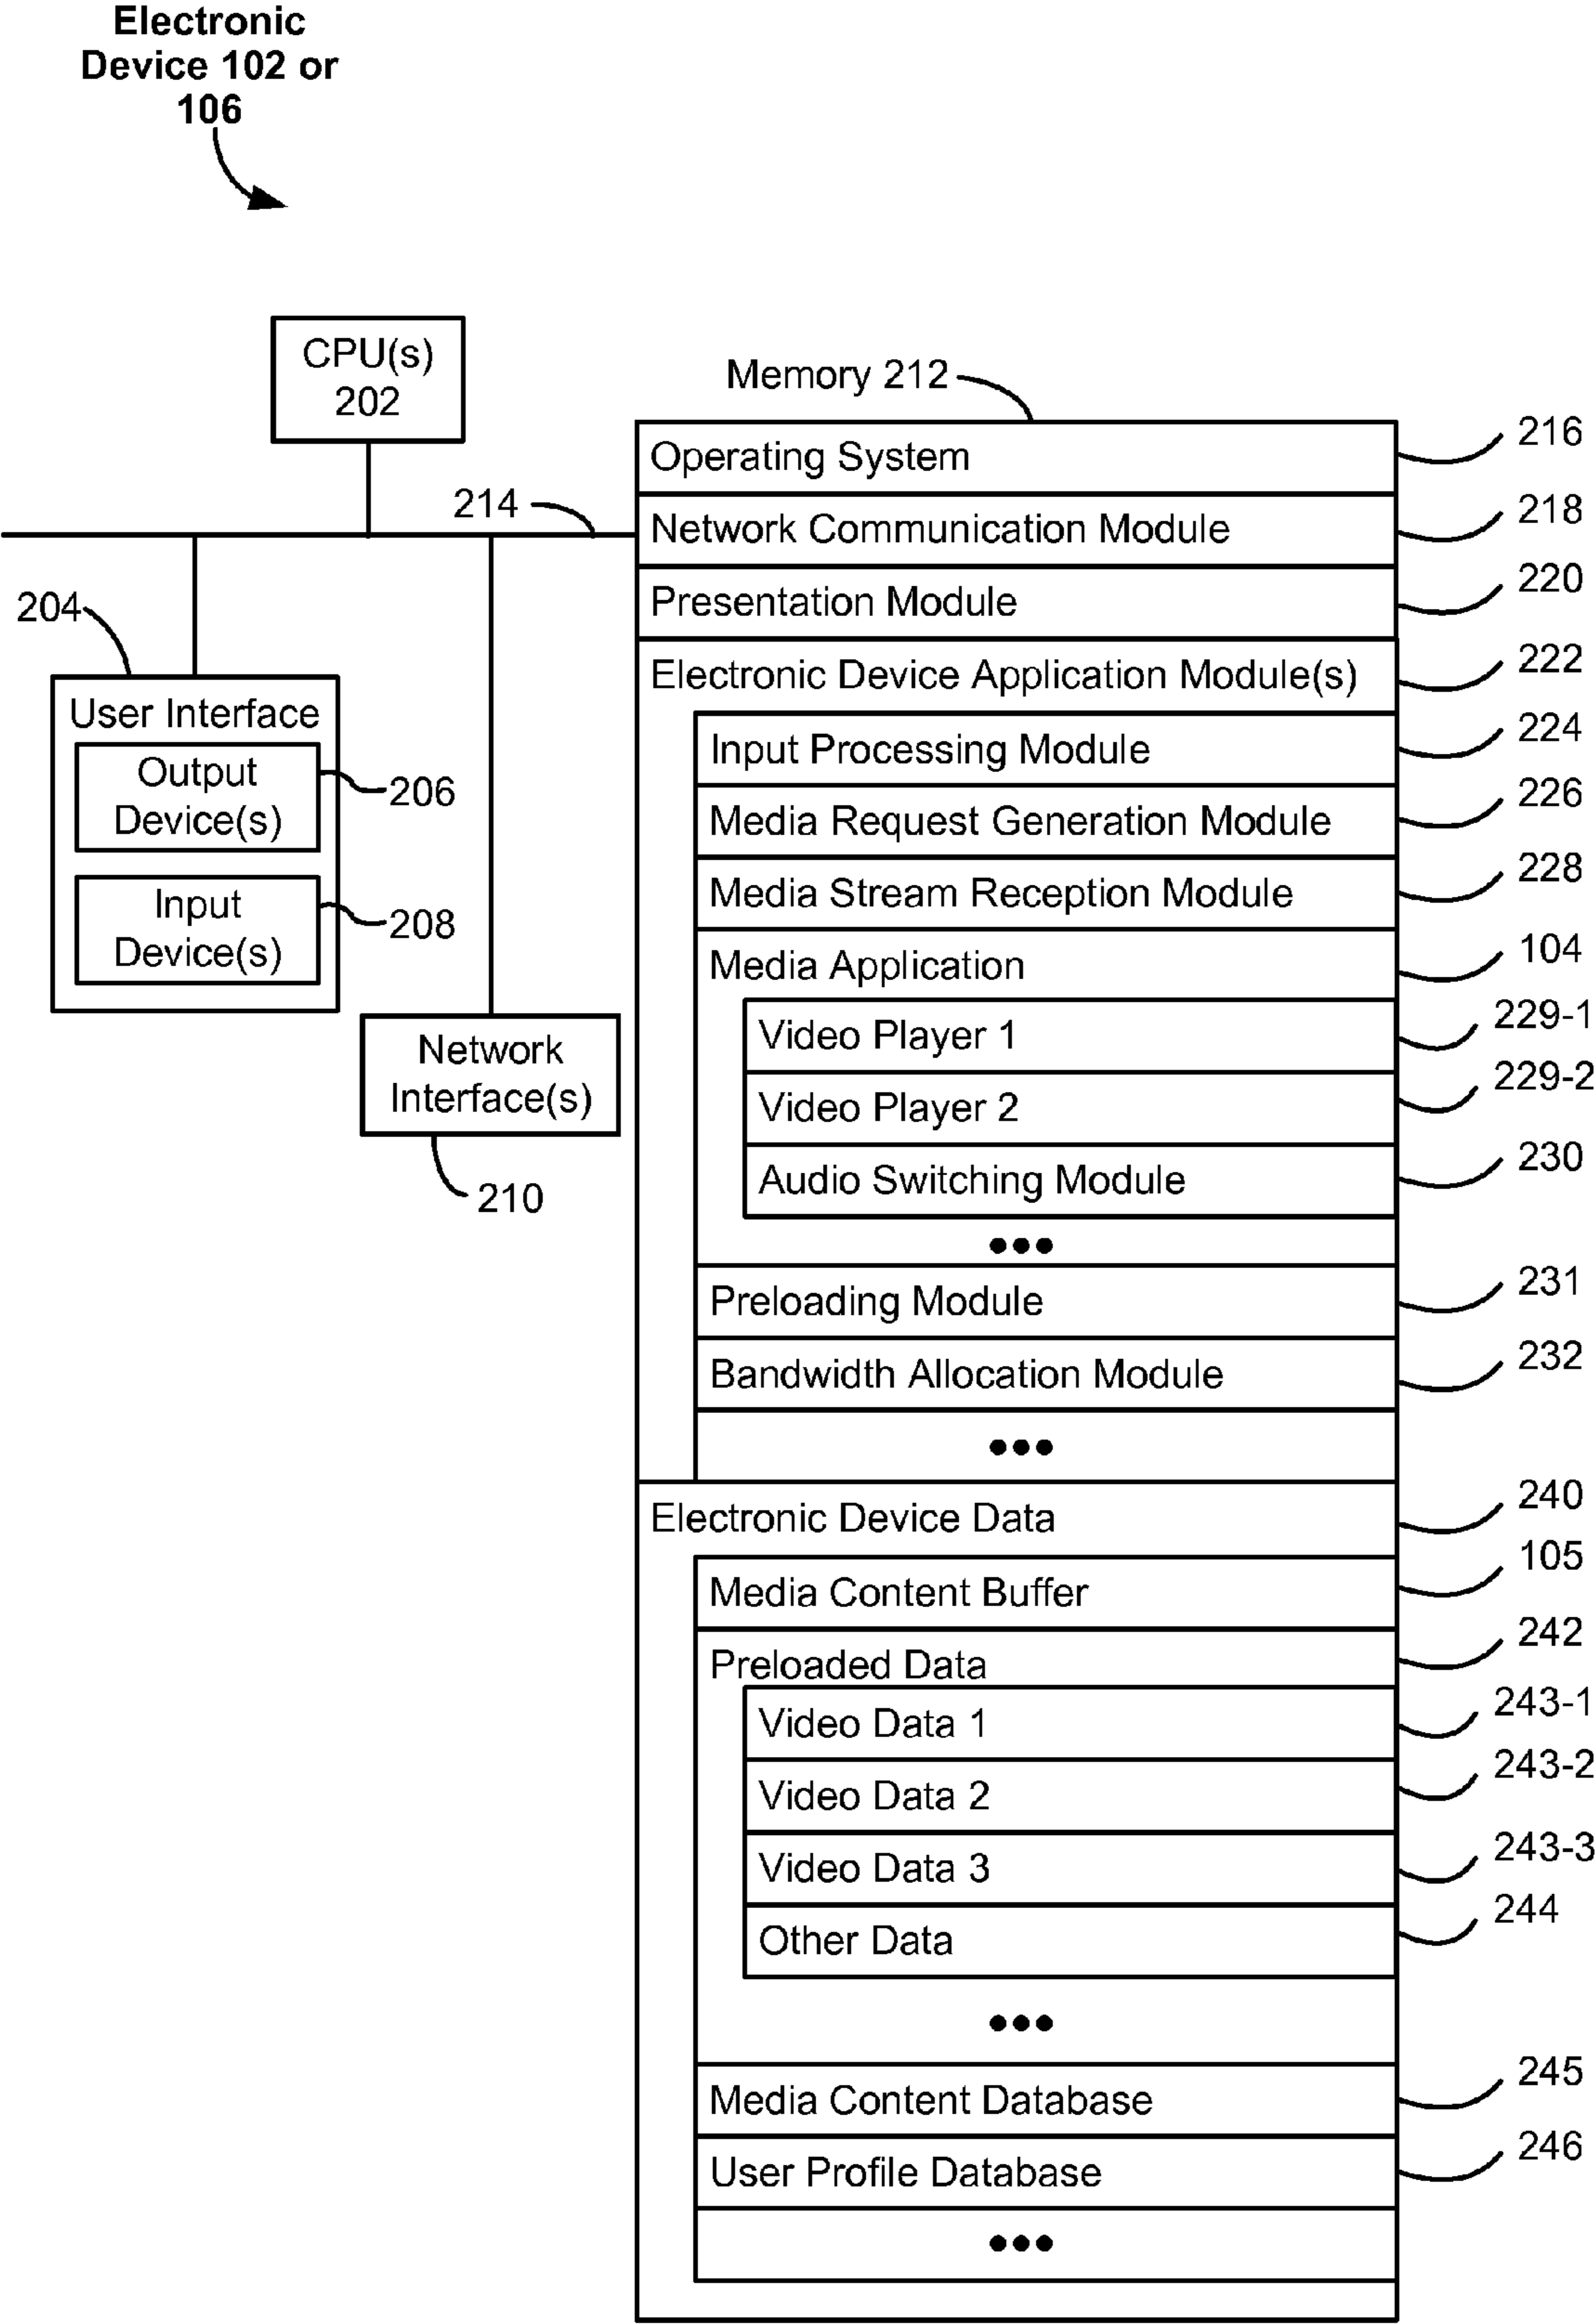 Electronic
Device 102 or
106
CPU(s)
202
Memory 212
214
204
User Interface
Output
Device(s)
206
Input
Device(s)
208
Network
Interface(s)
210
Operating System
216
Network Communication Module
218
Presentation Module
220
Electronic Device Application Module(s)
222
Input Processing Module
224
Media Request Generation Module
226
Media Stream Reception Module
228
Media Application
104
Video Player 1
229-1
Video Player 2
229-2
Audio Switching Module
230
•••
Preloading Module
231
Bandwidth Allocation Module
232
•••
Electronic Device Data
240
Media Content Buffer
105
Preloaded Data
242
Video Data 1
243-1
Video Data 2
243-2
Video Data 3
243-3
Other Data
244
•••
Media Content Database
245
User Profile Database
246
•••